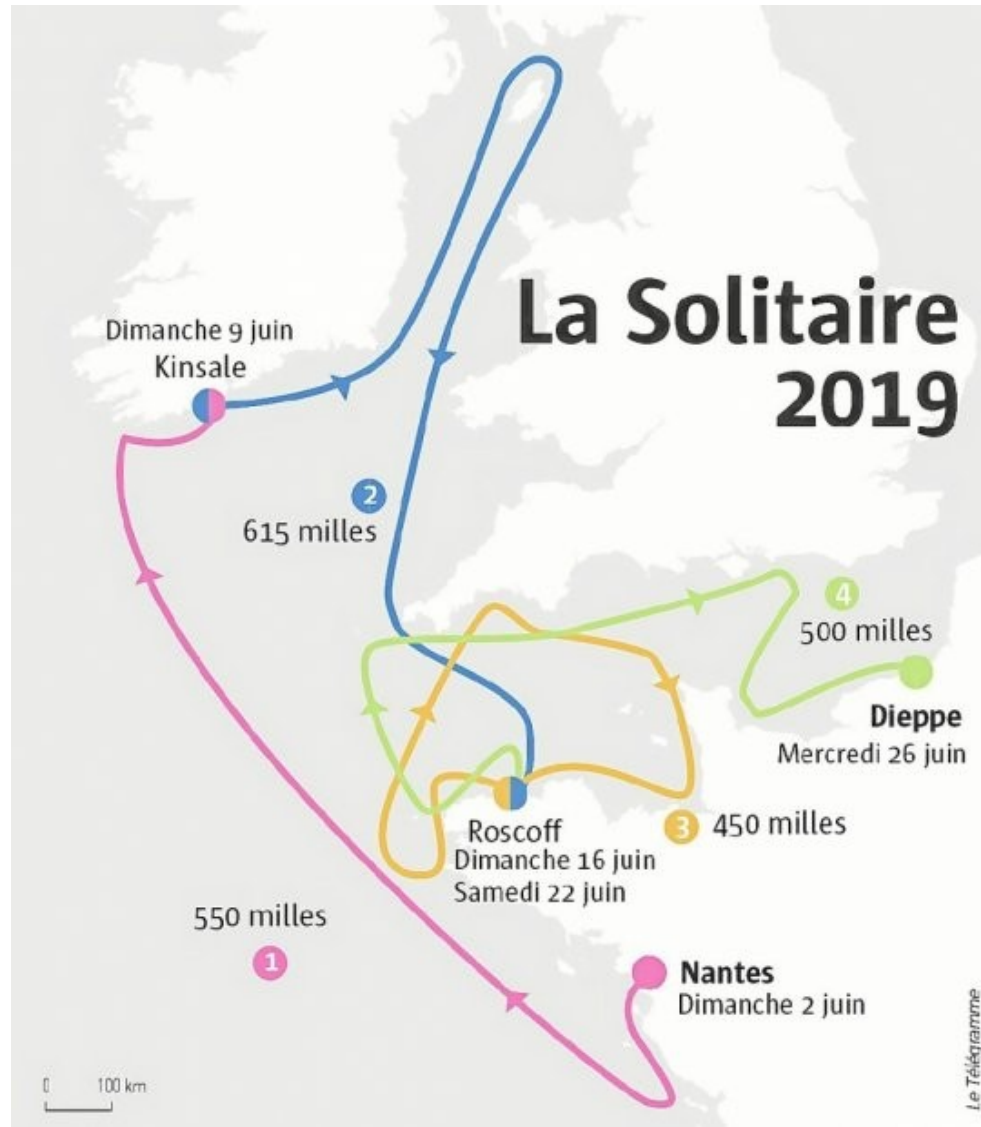 La Solitaire
2019
Dimanche 9 juin
Kinsale
2
615 milles
4
500 milles
Dieppe
Mercredi 26 juin
3 450 milles
Roscoff
Dimanche 16 juin
Samedi 22 juin
550 milles
1
Nantes
Dimanche 2 juin
0 100 km
Le Télégramme